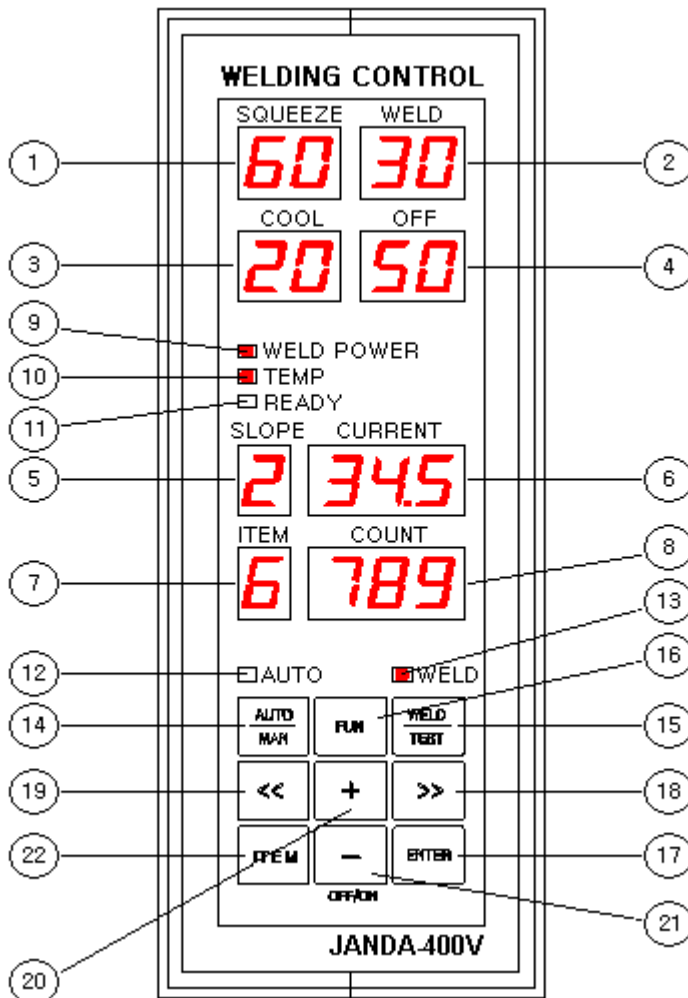 WELDING CONTROL
SQUEEZE WELD
1 60 30 2
COOL OFF
3 20 50 4
9 WELD POWER
10 TEMP
11 READY
SLOPE CURRENT
5 2 34.5 6
ITEM COUNT
7 6 789 8
13
12 AUTO WELD 16
14 AUTO MAN FUN WELD TEST 15
19 << + >> 18
22 − ENTER 17
OFF/ON 21
JANDA-400V
20